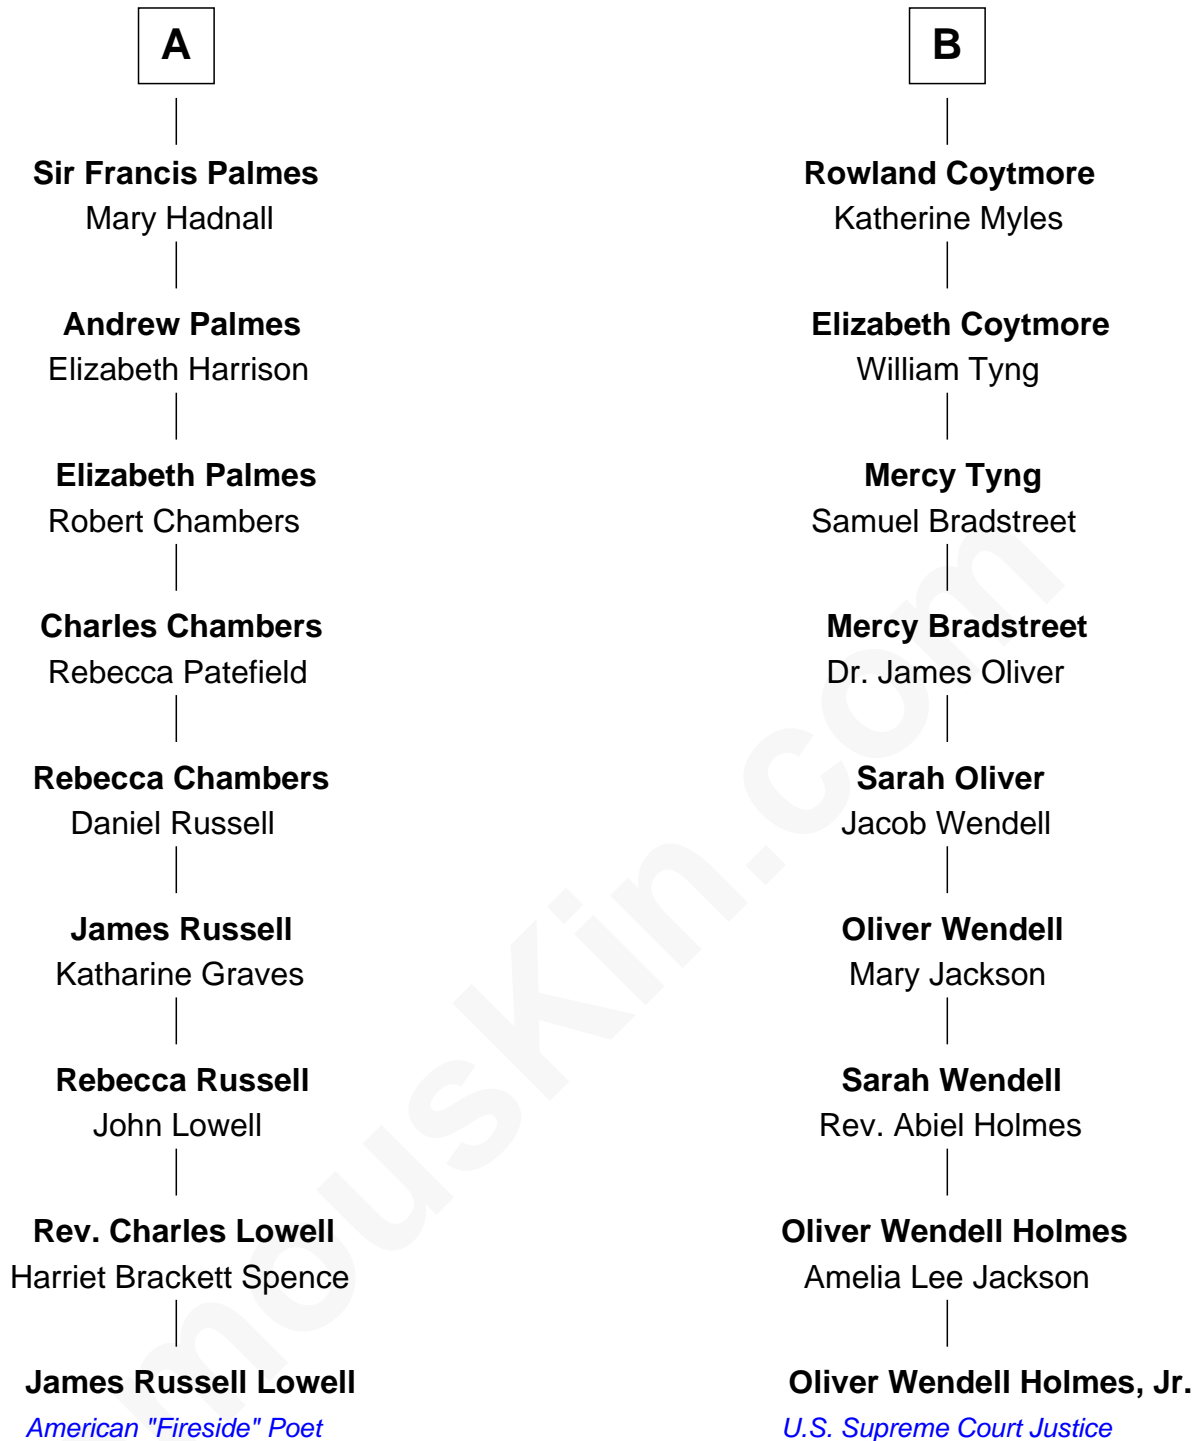 A
Sir Francis Palmes
Mary Hadnall
Andrew Palmes
Elizabeth Harrison
Elizabeth Palmes
Robert Chambers
Charles Chambers
Rebecca Patefield
Rebecca Chambers
Daniel Russell
James Russell
Katharine Graves
Rebecca Russell
John Lowell
Rev. Charles Lowell
Harriet Brackett Spence
James Russell Lowell
American "Fireside" Poet
B
Rowland Coytmore
Katherine Myles
Elizabeth Coytmore
William Tyng
Mercy Tyng
Samuel Bradstreet
Mercy Bradstreet
Dr. James Oliver
Sarah Oliver
Jacob Wendell
Oliver Wendell
Mary Jackson
Sarah Wendell
Rev. Abiel Holmes
Oliver Wendell Holmes
Amelia Lee Jackson
Oliver Wendell Holmes, Jr.
U.S. Supreme Court Justice
mousKin.com